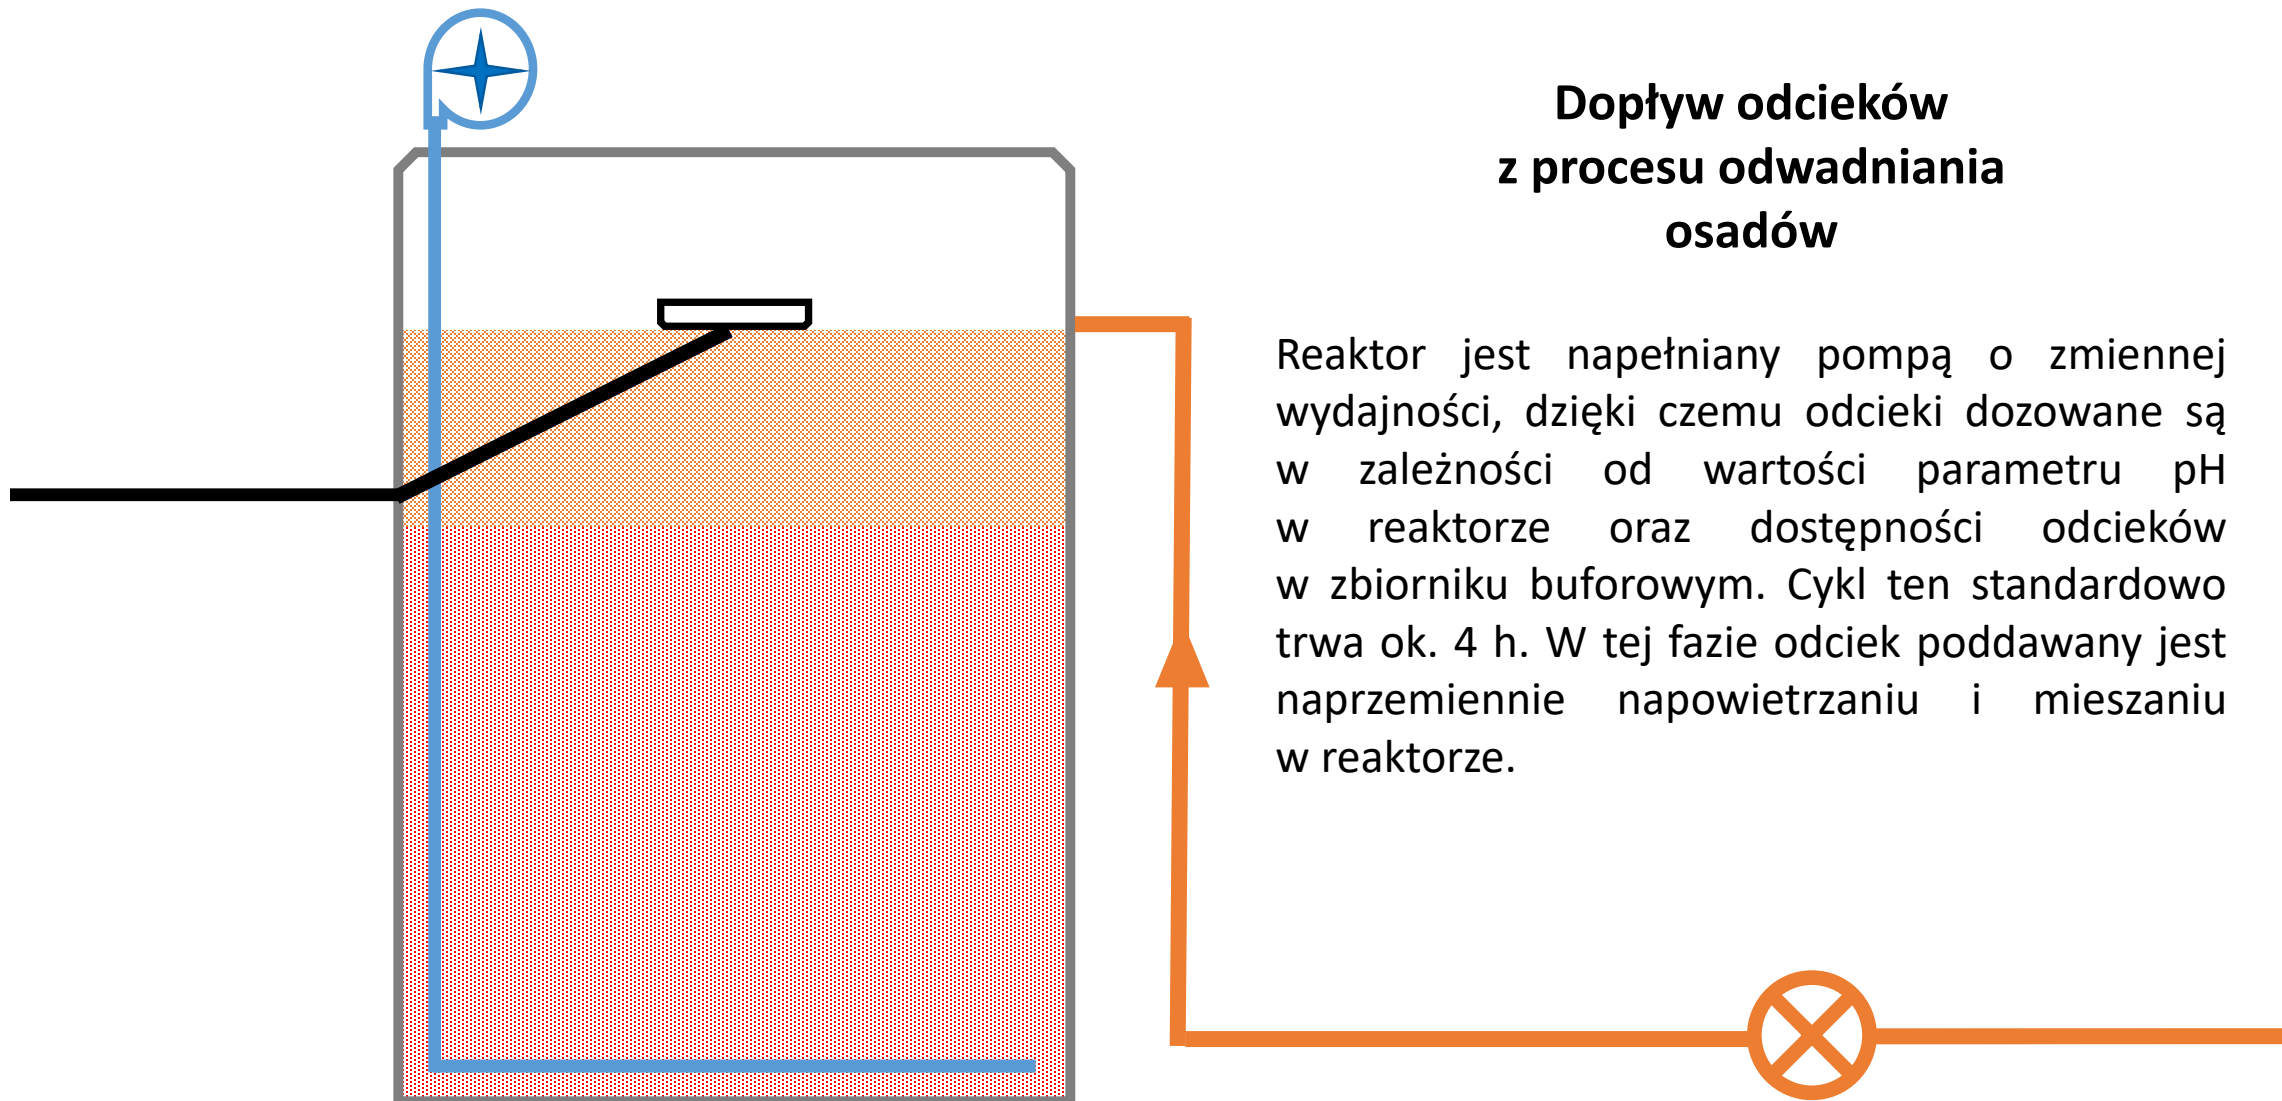 Dopływ odcieków
z procesu odwadniania
osadów
Reaktor jest napełniany pompą o zmiennej
wydajności, dzięki czemu odcieki dozowane są
w zależności od wartości parametru pH
w reaktorze oraz dostępności odcieków
w zbiorniku buforowym. Cykl ten standardowo
trwa ok. 4 h. W tej fazie odciek poddawany jest
naprzemiennie napowietrzaniu i mieszaniu
w reaktorze.